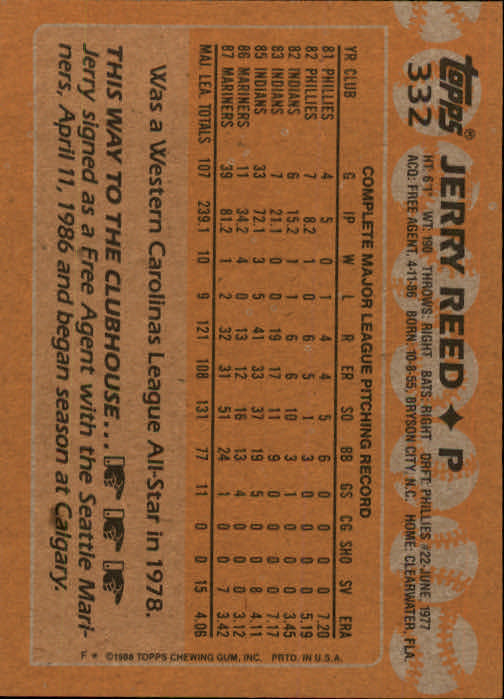 topps® JERRY REED ✦ P
332 HT: 6'1" WT: 190 THROWS: RIGHT BATS: RIGHT DRFT: PHILLIES #22-JUNE, 1977
ACQ: FREE AGENT, 4-11-86 BORN: 10-8-55, BRYSON CITY, N.C. HOME: CLEARWATER, FLA.
COMPLETE MAJOR LEAGUE PITCHING RECORD
YR CLUB G IP W L R ER SO BB GS CG SHO SV ERA
81 PHILLIES 4 5 0 1 4 4 5 6 0 0 0 0 7.20
82 PHILLIES 7 8.2 1 0 6 5 1 3 0 0 0 0 5.19
82 INDIANS 6 15.2 1 1 6 6 10 3 1 0 0 0 3.45
83 INDIANS 7 21.1 0 0 19 17 11 9 0 0 0 0 7.17
85 INDIANS 33 72.1 3 5 41 33 37 19 5 0 0 8 4.11
86 MARINERS 11 34.2 4 0 13 12 16 13 4 0 0 0 3.12
87 MARINERS 39 81.2 1 2 32 31 51 24 1 0 0 7 3.42
MAJ. LEA. TOTALS 107 239.1 10 9 121 108 131 77 11 0 0 15 4.06
Was a Western Carolinas League All-Star in 1978.
THIS WAY TO THE CLUBHOUSE...
Jerry signed as a Free Agent with the Seattle Mari-
ners, April 11, 1986 and began season at Calgary.
F * ©1988 TOPPS CHEWING GUM, INC. PRTD. IN U.S.A.